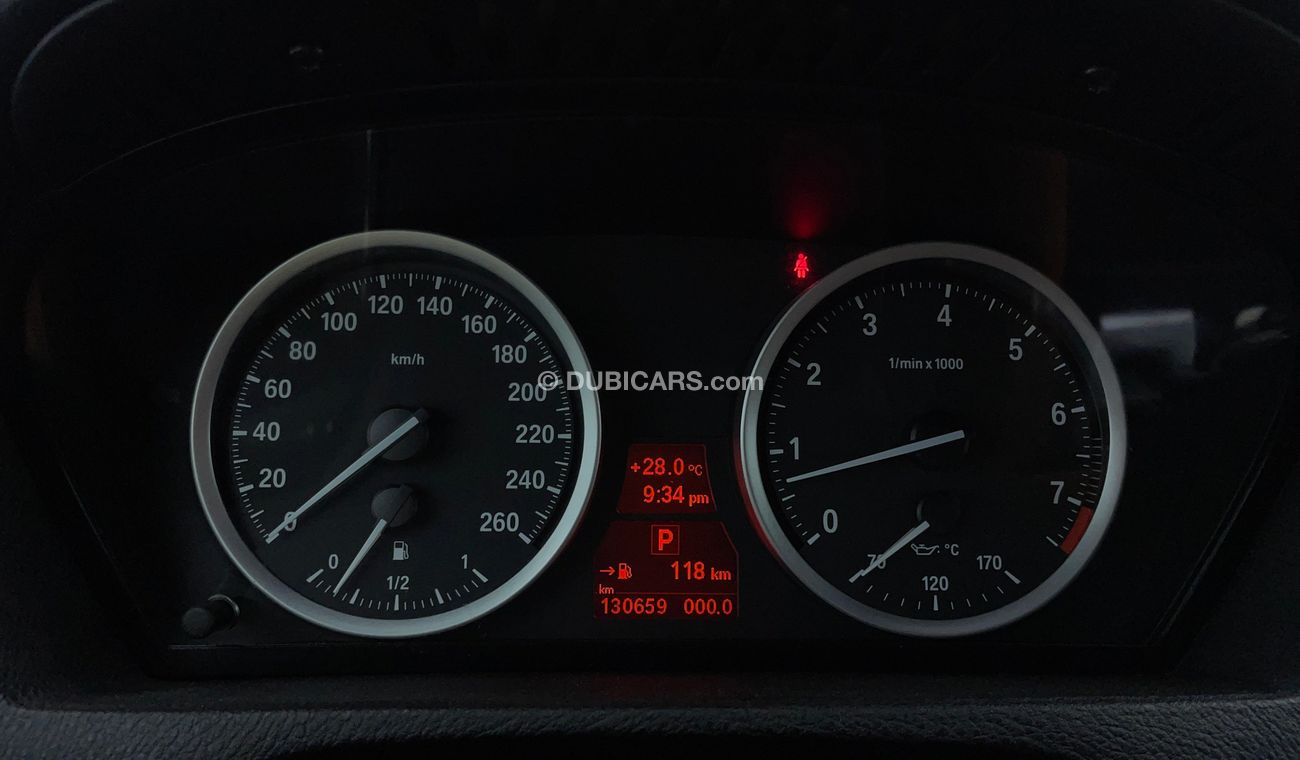 120 140
100 160
80 km/h 180
60 200
40 220
20 240
0 260
0 1/2 1
© DUBICARS.com
+28.0 °C
9:34 pm
P
→ 118 km
km
130659 000.0
3 4 5
2 1/min x 1000 6
1 7
0
70 °C 170
120